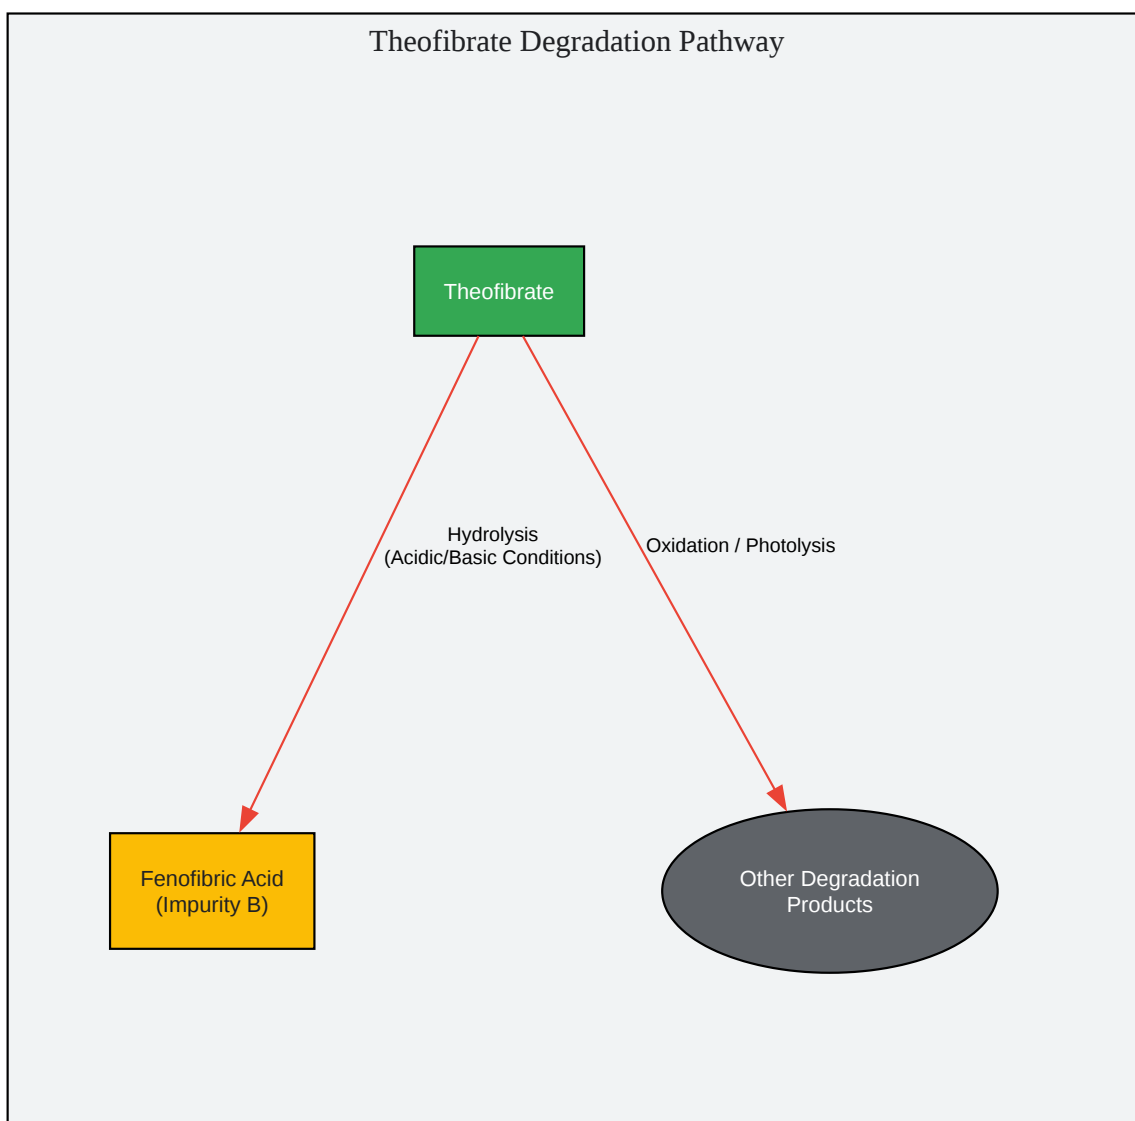 Theofibrate Degradation Pathway
Theofibrate
Hydrolysis
(Acidic/Basic Conditions)
Oxidation / Photolysis
Fenofibric Acid
(Impurity B)
Other Degradation
Products